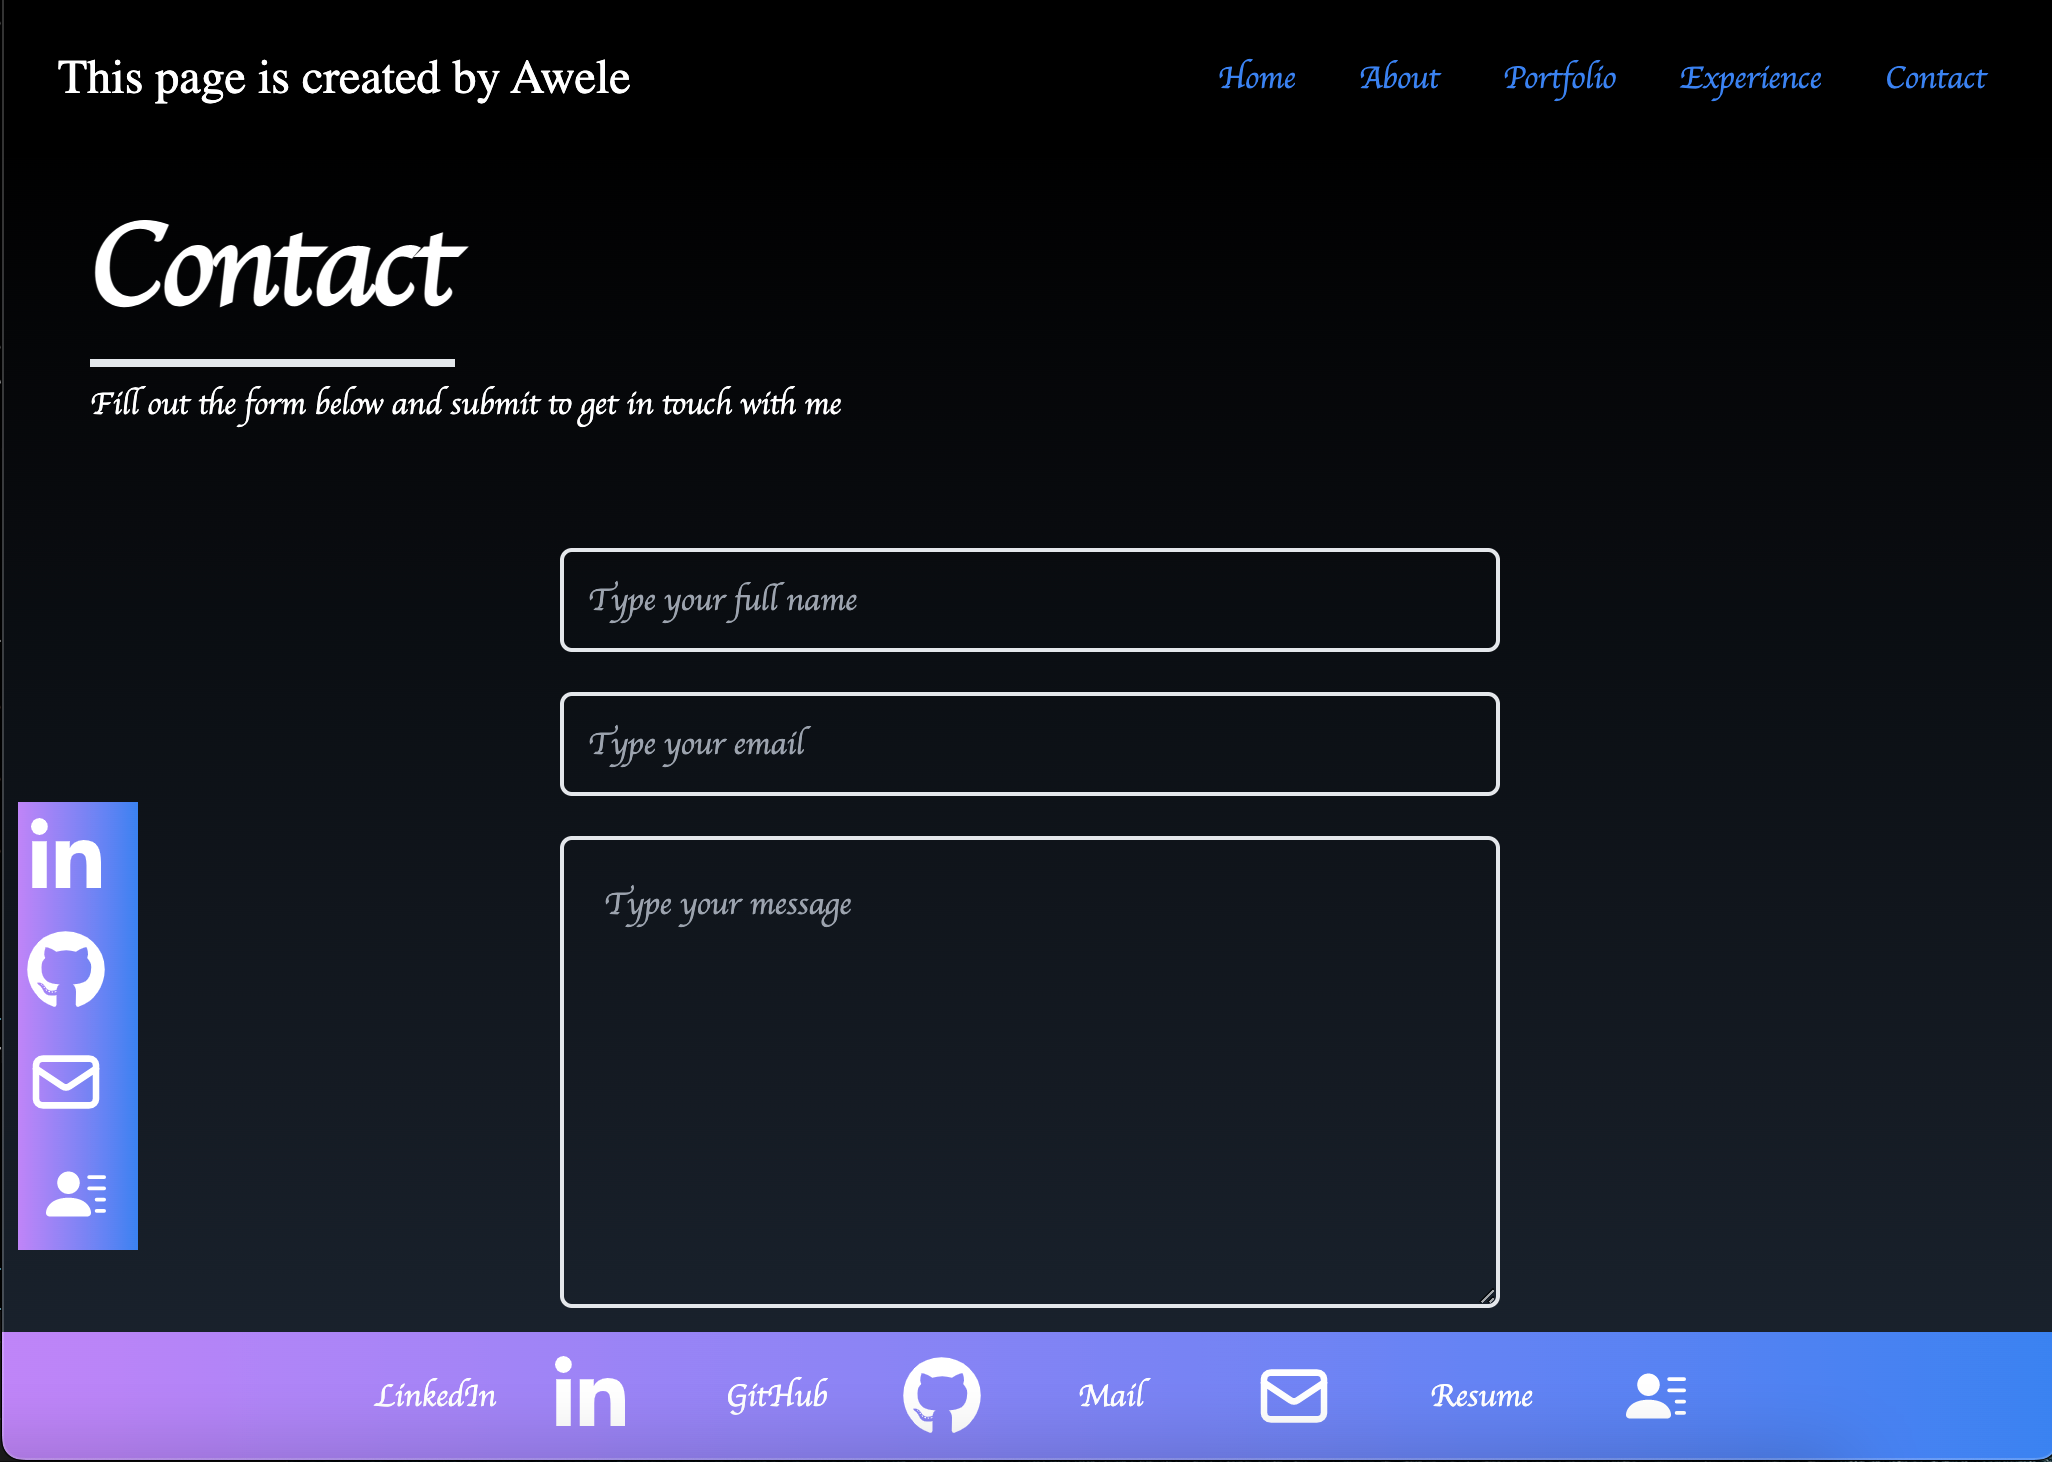 This page is created by Awele
Home About Portfolio Experience Contact
Contact
Fill out the form below and submit to get in touch with me
Type your full name
Type your email
Type your message
in
LinkedIn in GitHub Mail Resume